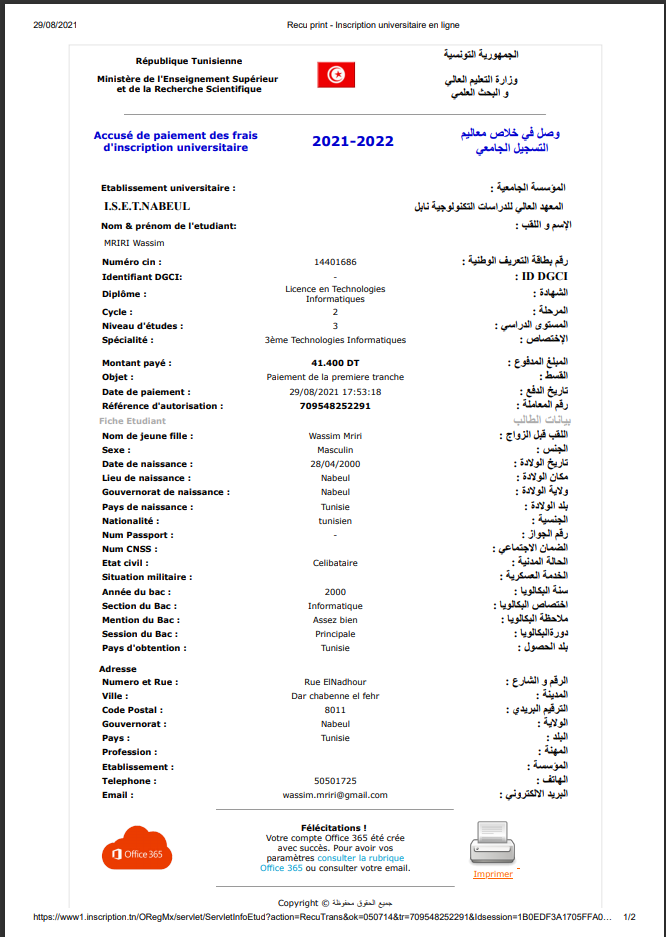 29/08/2021 Recu print - Inscription universitaire en ligne
République Tunisienne الجمهورية التونسية
Ministère de l'Enseignement Supérieur وزارة التعليم العالي
et de la Recherche Scientifique و البحث العلمي
Accusé de paiement des frais 2021-2022 وصل في خلاص معاليم
d'inscription universitaire التسجيل الجامعي
Etablissement universitaire : المؤسسة الجامعية :
I.S.E.T.NABEUL المعهد العالي للدراسات التكنولوجية نابل
Nom & prénom de l'etudiant: الإسم و اللقب :
MRIRI Wassim
Numéro cin : 14401686 رقم بطاقة التعريف الوطنية :
Identifiant DGCI: - ID DGCI :
Diplôme : Licence en Technologies الشهادة :
Informatiques
Cycle : 2 المرحلة :
Niveau d'études : 3 المستوى الدراسي :
Spécialité : 3ème Technologies Informatiques الإختصاص :
Montant payé : 41.400 DT المبلغ المدفوع :
Objet : Paiement de la premiere tranche القسط :
Date de paiement : 29/08/2021 17:53:18 تاريخ الدفع :
Référence d'autorisation : 709548252291 رقم المعاملة :
Fiche Etudiant بيانات الطالب
Nom de jeune fille : Wassim Mriri اللقب قبل الزواج :
Sexe : Masculin الجنس :
Date de naissance : 28/04/2000 تاريخ الولادة :
Lieu de naissance : Nabeul مكان الولادة :
Gouvernorat de naissance : Nabeul ولاية الولادة :
Pays de naissance : Tunisie بلد الولادة :
Nationalité : tunisien الجنسية :
Num Passport : - رقم الجواز :
Num CNSS : الضمان الاجتماعي :
Etat civil : Celibataire الحالة المدنية :
Situation militaire : الخدمة العسكرية :
Année du bac : 2000 سنة البكالويا :
Section du Bac : Informatique اختصاص البكالويا :
Mention du Bac : Assez bien ملاحظة البكالويا :
Session du Bac : Principale دورةالبكالويا :
Pays d'obtention : Tunisie بلد الحصول :
Adresse
Numero et Rue : Rue ElNadhour الرقم و الشارع :
Ville : Dar chabenne el fehr المدينة :
Code Postal : 8011 الترقيم البريدي :
Gouvernorat : Nabeul الولاية :
Pays : Tunisie البلد :
Profession : المهنة :
Etablissement : المؤسسة :
Telephone : 50501725 الهاتف :
Email : wassim.mriri@gmail.com البريد الالكتروني :
Félécitations !
Votre compte Office 365 été crée
avec succès. Pour avoir vos
paramètres consulter la rubrique
Office 365 ou consulter votre email.
Office 365
Imprimer
Copyright © جميع الحقوق محفوظة
https://www1.inscription.tn/ORegMx/servlet/ServletInfoEtud?action=RecuTrans&ok=050714&tr=709548252291&Idsession=1B0EDF3A1705FFA0… 1/2